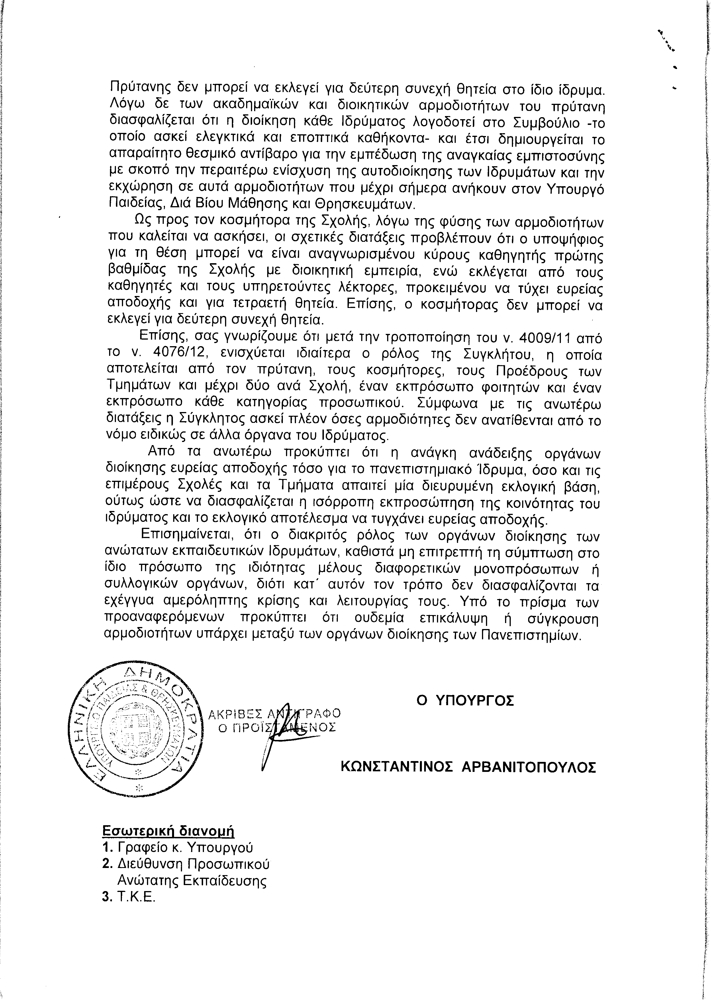 Πρύτανης δεν μπορεί να εκλεγεί για δεύτερη συνεχή θητεία στο ίδιο ίδρυμα.
Λόγω δε των ακαδημαϊκών και διοικητικών αρμοδιοτήτων του πρύτανη
διασφαλίζεται ότι η διοίκηση κάθε Ιδρύματος λογοδοτεί στο Συμβούλιο -το
οποίο ασκεί ελεγκτικά και εποπτικά καθήκοντα- και έτσι δημιουργείται το
απαραίτητο θεσμικό αντίβαρο για την εμπέδωση της αναγκαίας εμπιστοσύνης
με σκοπό την περαιτέρω ενίσχυση της αυτοδιοίκησης των Ιδρυμάτων και την
εκχώρηση σε αυτά αρμοδιοτήτων που μέχρι σήμερα ανήκουν στον Υπουργό
Παιδείας, Διά Βίου Μάθησης και Θρησκευμάτων.
Ως προς τον κοσμήτορα της Σχολής, λόγω της φύσης των αρμοδιοτήτων
που καλείται να ασκήσει, οι σχετικές διατάξεις προβλέπουν ότι ο υποψήφιος
για τη θέση μπορεί να είναι αναγνωρισμένου κύρους καθηγητής πρώτης
βαθμίδας της Σχολής με διοικητική εμπειρία, ενώ εκλέγεται από τους
καθηγητές και τους υπηρετούντες λέκτορες, προκειμένου να τύχει ευρείας
αποδοχής και για τετραετή θητεία. Επίσης, ο κοσμήτορας δεν μπορεί να
εκλεγεί για δεύτερη συνεχή θητεία.
Επίσης, σας γνωρίζουμε ότι μετά την τροποποίηση του ν. 4009/11 από
το ν. 4076/12, ενισχύεται ιδιαίτερα ο ρόλος της Συγκλήτου, η οποία
αποτελείται από τον πρύτανη, τους κοσμήτορες, τους Προέδρους των
Τμημάτων και μέχρι δύο ανά Σχολή, έναν εκπρόσωπο φοιτητών και έναν
εκπρόσωπο κάθε κατηγορίας προσωπικού. Σύμφωνα με τις ανωτέρω
διατάξεις η Σύγκλητος ασκεί πλέον όσες αρμοδιότητες δεν ανατίθενται από το
νόμο ειδικώς σε άλλα όργανα του Ιδρύματος.
Από τα ανωτέρω προκύπτει ότι η ανάγκη ανάδειξης οργάνων
διοίκησης ευρείας αποδοχής τόσο για το πανεπιστημιακό Ίδρυμα, όσο και τις
επιμέρους Σχολές και τα Τμήματα απαιτεί μία διευρυμένη εκλογική βάση,
ούτως ώστε να διασφαλίζεται η ισόρροπη εκπροσώπηση της κοινότητας του
ιδρύματος και το εκλογικό αποτέλεσμα να τυγχάνει ευρείας αποδοχής.
Επισημαίνεται, ότι ο διακριτός ρόλος των οργάνων διοίκησης των
ανώτατων εκπαιδευτικών Ιδρυμάτων, καθιστά μη επιτρεπτή τη σύμπτωση στο
ίδιο πρόσωπο της ιδιότητας μέλους διαφορετικών μονοπρόσωπων ή
συλλογικών οργάνων, διότι κατ΄ αυτόν τον τρόπο δεν διασφαλίζονται τα
εχέγγυα αμερόληπτης κρίσης και λειτουργίας τους. Υπό το πρίσμα των
προαναφερόμενων προκύπτει ότι ουδεμία επικάλυψη ή σύγκρουση
αρμοδιοτήτων υπάρχει μεταξύ των οργάνων διοίκησης των Πανεπιστημίων.
ΕΛΛΗΝΙΚΗ ΔΗΜΟΚΡΑΤΙΑ
ΥΠΟΥΡΓΕΙΟ ΠΑΙΔΕΙΑΣ & ΘΡΗΣΚΕΥΜΑΤΩΝ
Ο ΥΠΟΥΡΓΟΣ
ΑΚΡΙΒΕΣ ΑΝΤΙΓΡΑΦΟ
Ο ΠΡΟΪΣΤΑΜΕΝΟΣ
ΚΩΝΣΤΑΝΤΙΝΟΣ ΑΡΒΑΝΙΤΟΠΟΥΛΟΣ
Εσωτερική διανομή
1. Γραφείο κ. Υπουργού
2. Διεύθυνση Προσωπικού
Ανώτατης Εκπαίδευσης
3. Τ.Κ.Ε.